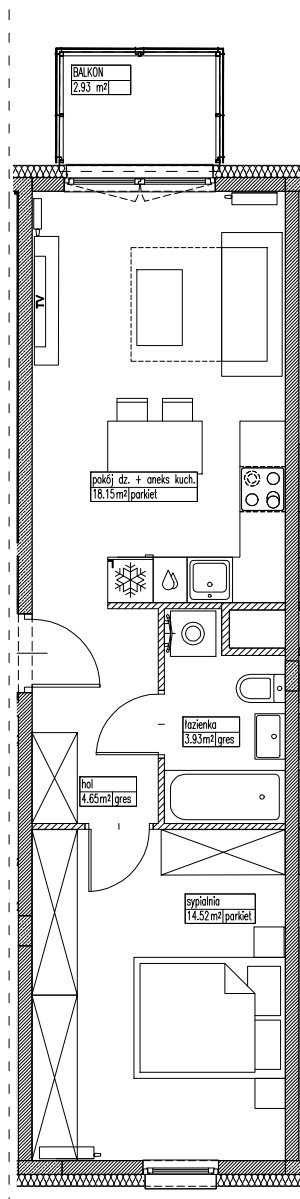 BALKON
2.93 m²
TV
pokój dz. + aneks kuch.
18.15m² parkiet
łazienka
3.93m² gres
hol
4.65m² gres
sypialnia
14.52m² parkiet